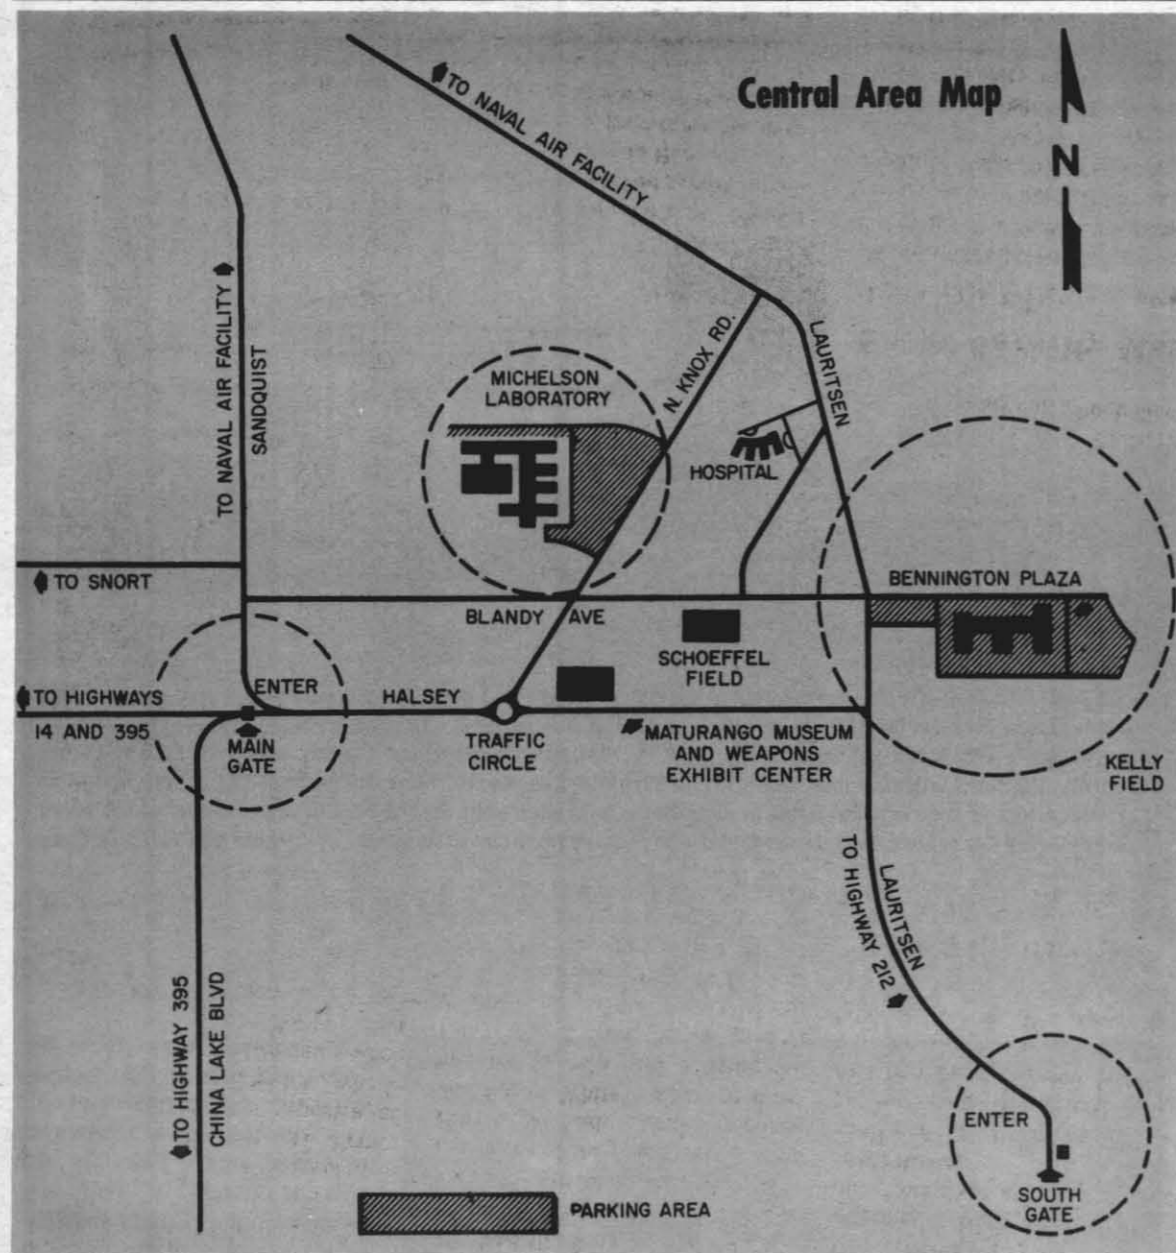 Central Area Map
N
TO NAVAL AIR FACILITY
TO NAVAL AIR FACILITY
SANDQUIST
MICHELSON
LABORATORY
N. KNOX RD.
LAURITSEN
HOSPITAL
TO SNORT
BLANDY AVE
BENNINGTON PLAZA
SCHOEFFEL
FIELD
TO HIGHWAYS
14 AND 395
ENTER
MAIN
GATE
HALSEY
TRAFFIC
CIRCLE
MATURANGO MUSEUM
AND WEAPONS
EXHIBIT CENTER
KELLY
FIELD
TO HIGHWAY 212
LAURITSEN
TO HIGHWAY 395
CHINA LAKE BLVD
ENTER
SOUTH
GATE
PARKING AREA